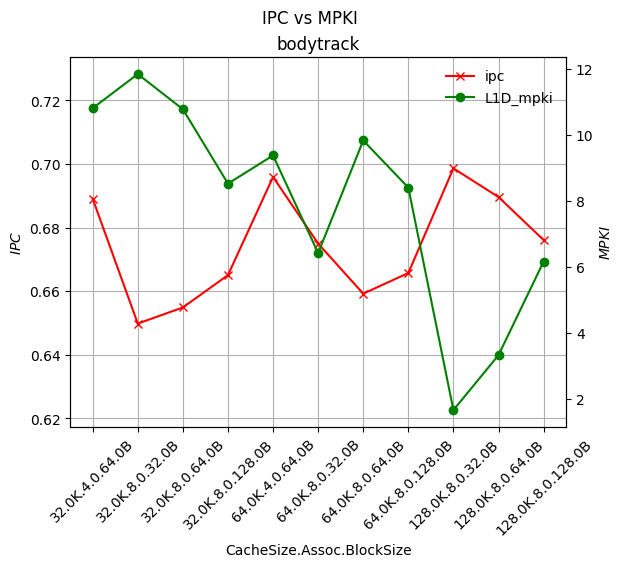 IPC vs MPKI
bodytrack
ipc
L1D_mpki
0.72
0.70
0.68
0.66
0.64
0.62
IPC
12
10
8
6
4
2
MPKI
32.0K.4.0.64.0B
32.0K.8.0.32.0B
32.0K.8.0.64.0B
32.0K.8.0.128.0B
64.0K.4.0.64.0B
64.0K.8.0.32.0B
64.0K.8.0.64.0B
64.0K.8.0.128.0B
128.0K.8.0.32.0B
128.0K.8.0.64.0B
128.0K.8.0.128.0B
CacheSize.Assoc.BlockSize